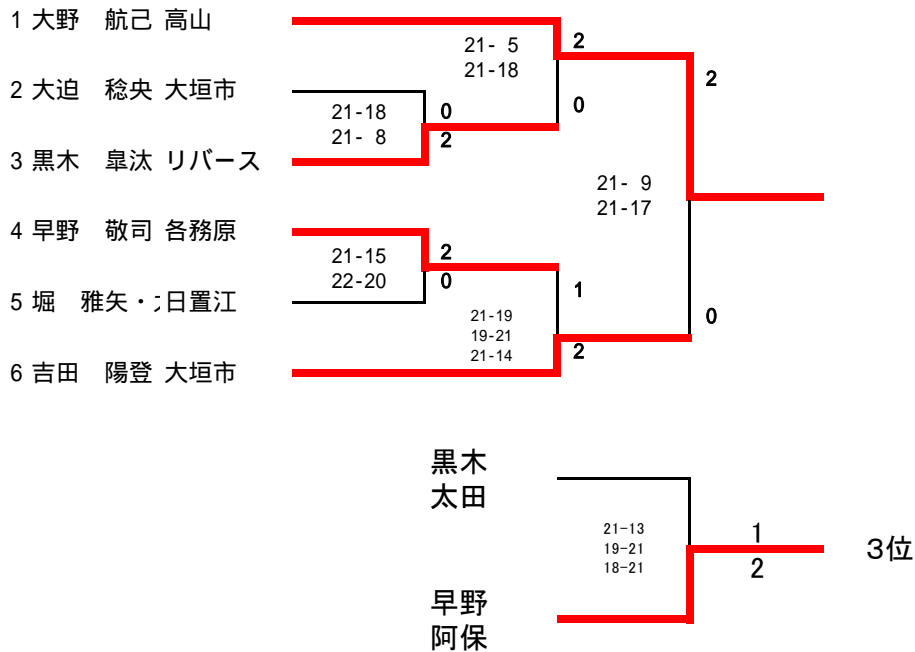 1 大野　航己 高山
2
21- 5
21-18
2 大迫　稔央 大垣市
2
0
21-18
21- 8
0
2
3 黒木　皐汰 リバース
21- 9
21-17
4 早野　敬司 各務原
2
21-15
22-20
0
1
5 堀　雅矢・ 日置江
0
21-19
19-21
21-14
2
6 吉田　陽登 大垣市
黒木
太田
21-13
19-21
18-21
1
2
3位
早野
阿保